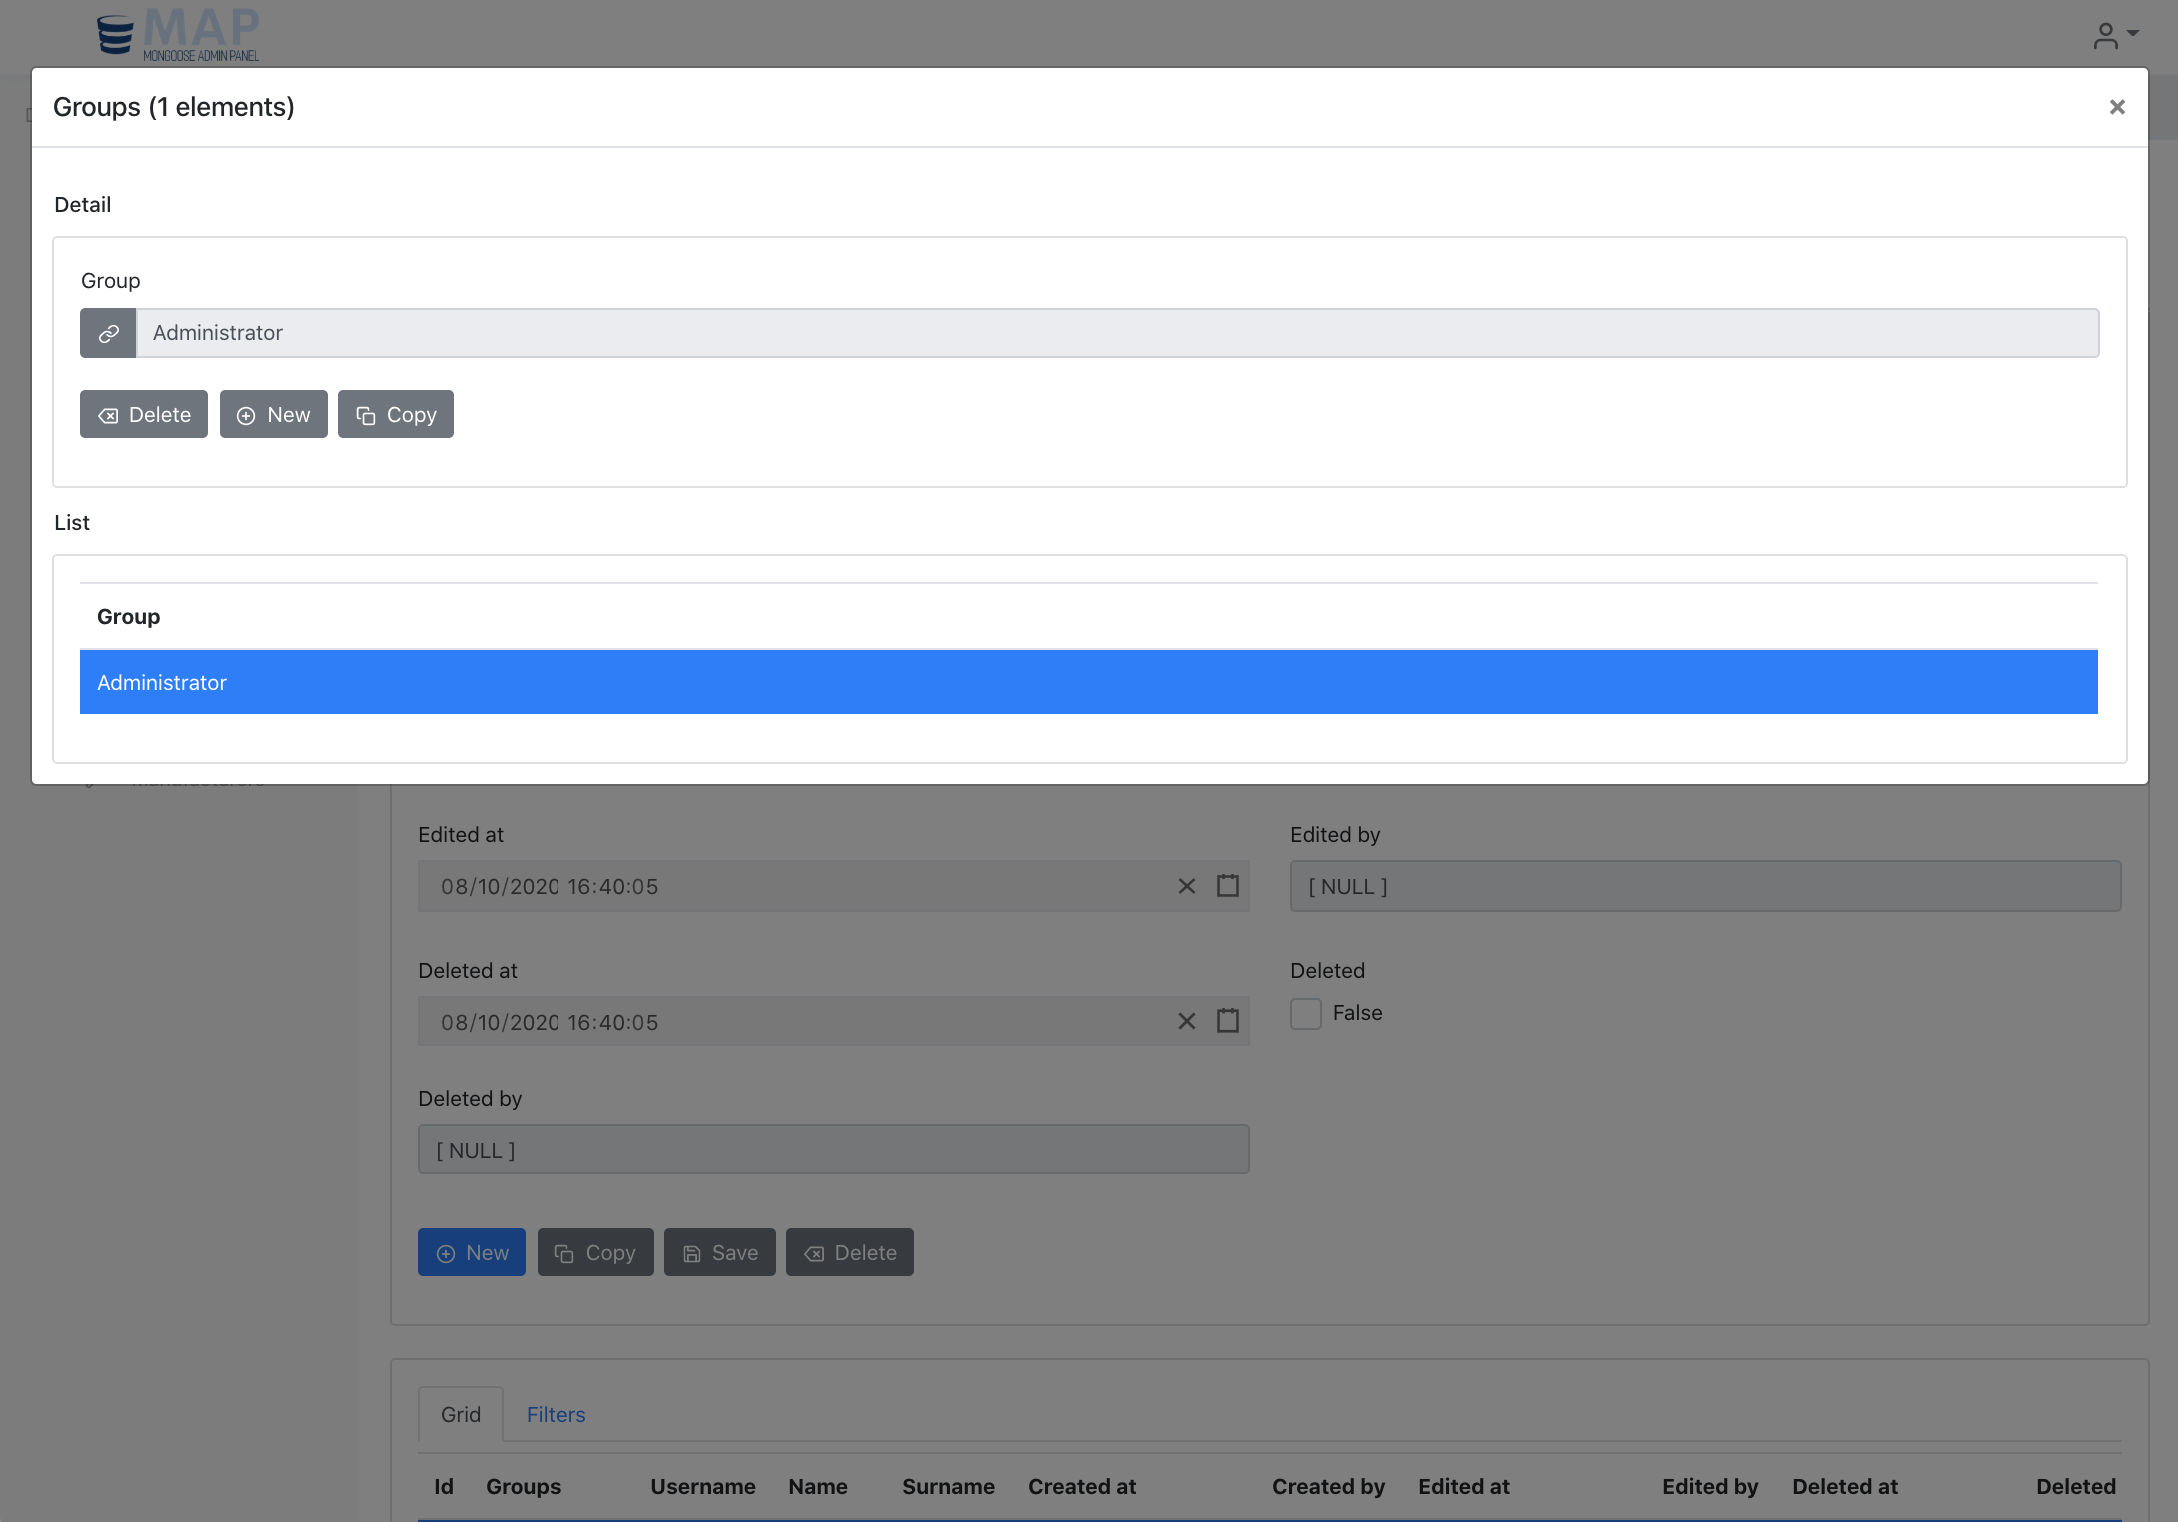 MAP
MONGOOSE ADMIN PANEL
Groups (1 elements)
Detail
Group
Administrator
Delete New Copy
List
Group
Administrator
Edited at Edited by
08/10/2020 16:40:05 [ NULL ]
Deleted at Deleted
08/10/2020 16:40:05 False
Deleted by
[ NULL ]
New Copy Save Delete
Grid Filters
Id Groups Username Name Surname Created at Created by Edited at Edited by Deleted at Deleted